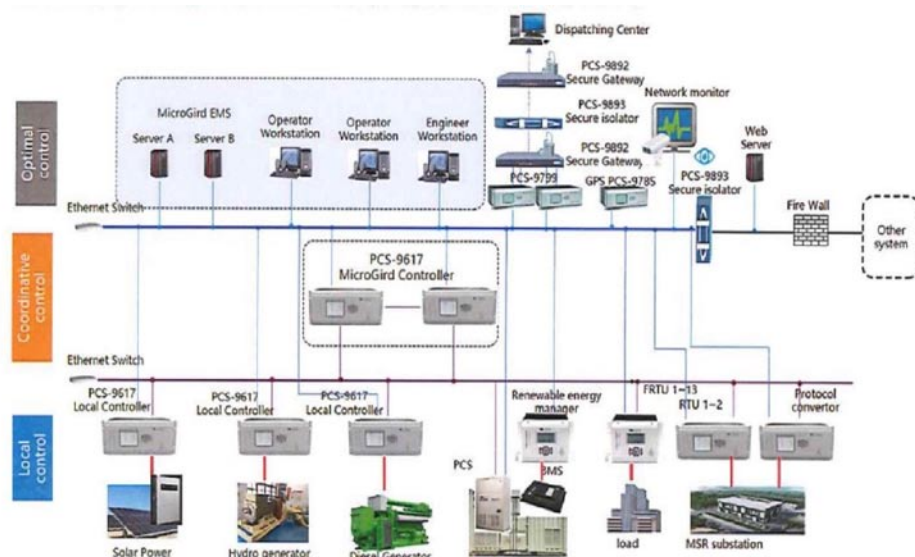 Dispatching Center
PCS-9892
Secure Gateway
Network monitor
PCS-9893
Secure isolator
MicroGird EMS
Operator
Workstation
Operator
Workstation
Engineer
Workstation
Server A
Server B
PCS-9892
Secure Gateway
Web
Server
PCS-9799
GPS PCS-9785
PCS-9893
Secure isolator
Optimal
control
Ethernet Switch
Fire Wall
Other
system
PCS-9617
MicroGird Controller
Coordinative
control
Ethernet Switch
PCS-9617
Local Controller
PCS-9617
Local Controller
PCS-9617
Local Controller
Renewable energy
manager
FRTU 1~13
RTU 1~2
Protocol
convertor
Local
control
PCS
BMS
Solar Power
Hydro generator
Diesel Generator
load
MSR substation